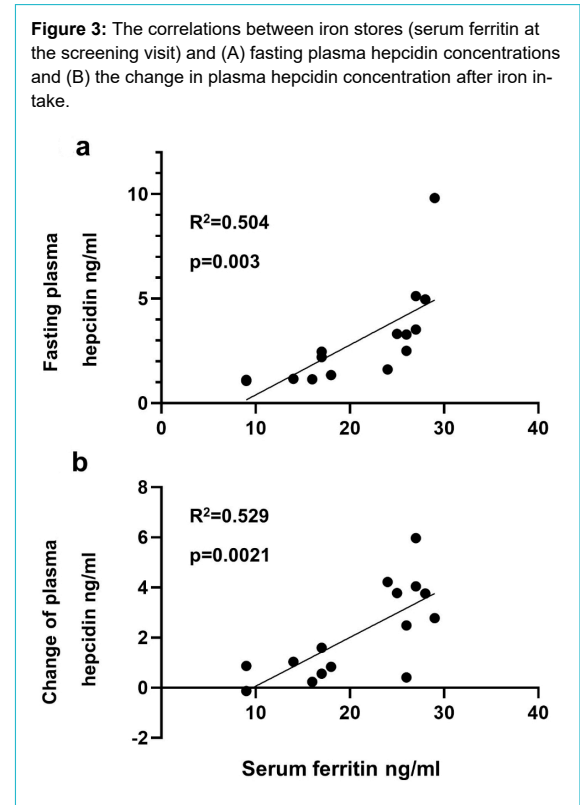 Figure 3: The correlations between iron stores (serum ferritin at
the screening visit) and (A) fasting plasma hepcidin concentrations
and (B) the change in plasma hepcidin concentration after iron in-
take.
a
Fasting plasma
hepcidin ng/ml
10
5
0
R²=0.504
p=0.003
0 10 20 30 40
b
Change of plasma
hepcidin ng/ml
8
6
4
2
0
-2
R²=0.529
p=0.0021
10 20 30 40
Serum ferritin ng/ml